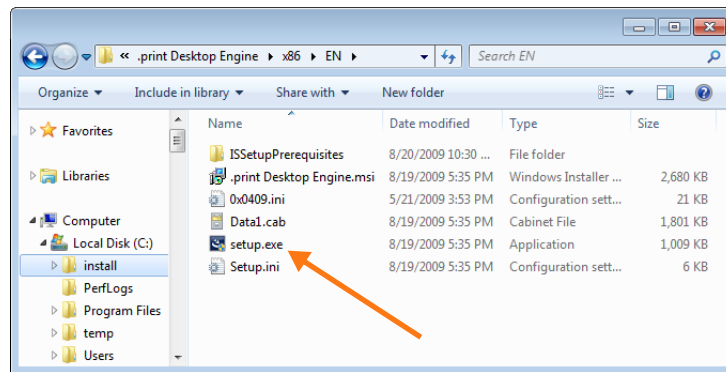 « .print Desktop Engine ▸ x86 ▸ EN ▸ Search EN
Organize ▾ Include in library ▾ Share with ▾ New folder
Favorites
Libraries
Computer
Local Disk (C:)
install
PerfLogs
Program Files
temp
Users
Name Date modified Type Size
ISSetupPrerequisites 8/20/2009 10:30 ... File folder
.print Desktop Engine.msi 8/19/2009 5:35 PM Windows Installer ... 2,680 KB
0x0409.ini 5/21/2009 3:53 PM Configuration sett... 21 KB
Data1.cab 8/19/2009 5:35 PM Cabinet File 1,801 KB
setup.exe 8/19/2009 5:35 PM Application 1,009 KB
Setup.ini 8/19/2009 5:35 PM Configuration sett... 6 KB